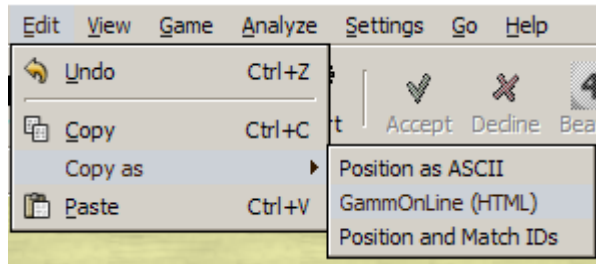 Edit View Game Analyze Settings Go Help
Undo Ctrl+Z
Copy Ctrl+C
Accept Decline
Copy as
Position as ASCII
Paste Ctrl+V
GammOnLine (HTML)
Position and Match IDs